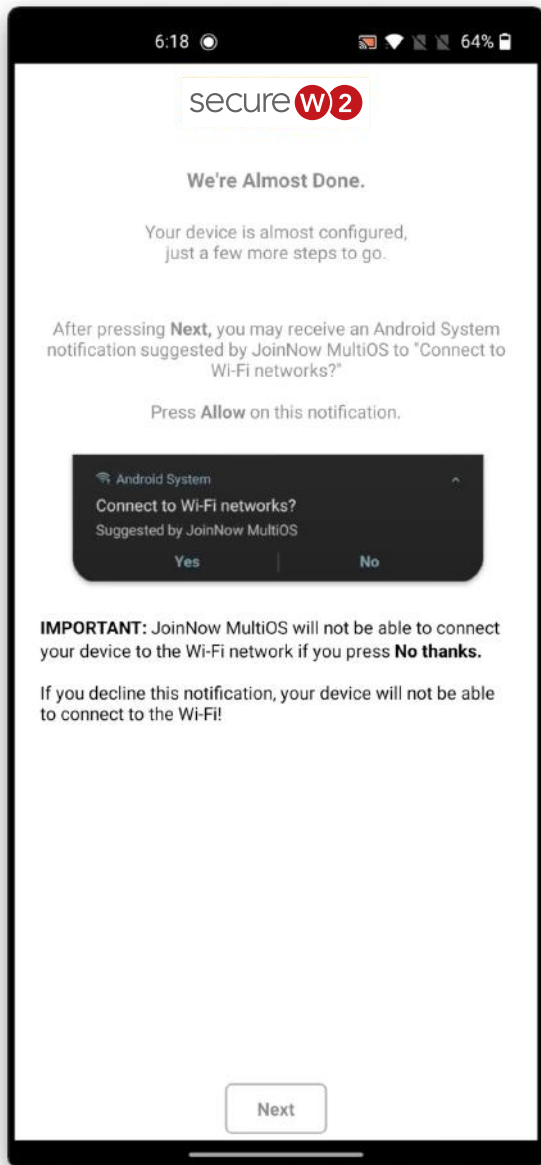 6:18
64%
secure W2
We're Almost Done.
Your device is almost configured,
just a few more steps to go.
After pressing Next, you may receive an Android System
notification suggested by JoinNow MultiOS to "Connect to
Wi-Fi networks?"
Press Allow on this notification.
Android System
Connect to Wi-Fi networks?
Suggested by JoinNow MultiOS
Yes
No
IMPORTANT: JoinNow MultiOS will not be able to connect
your device to the Wi-Fi network if you press No thanks.
If you decline this notification, your device will not be able
to connect to the Wi-Fi!
Next